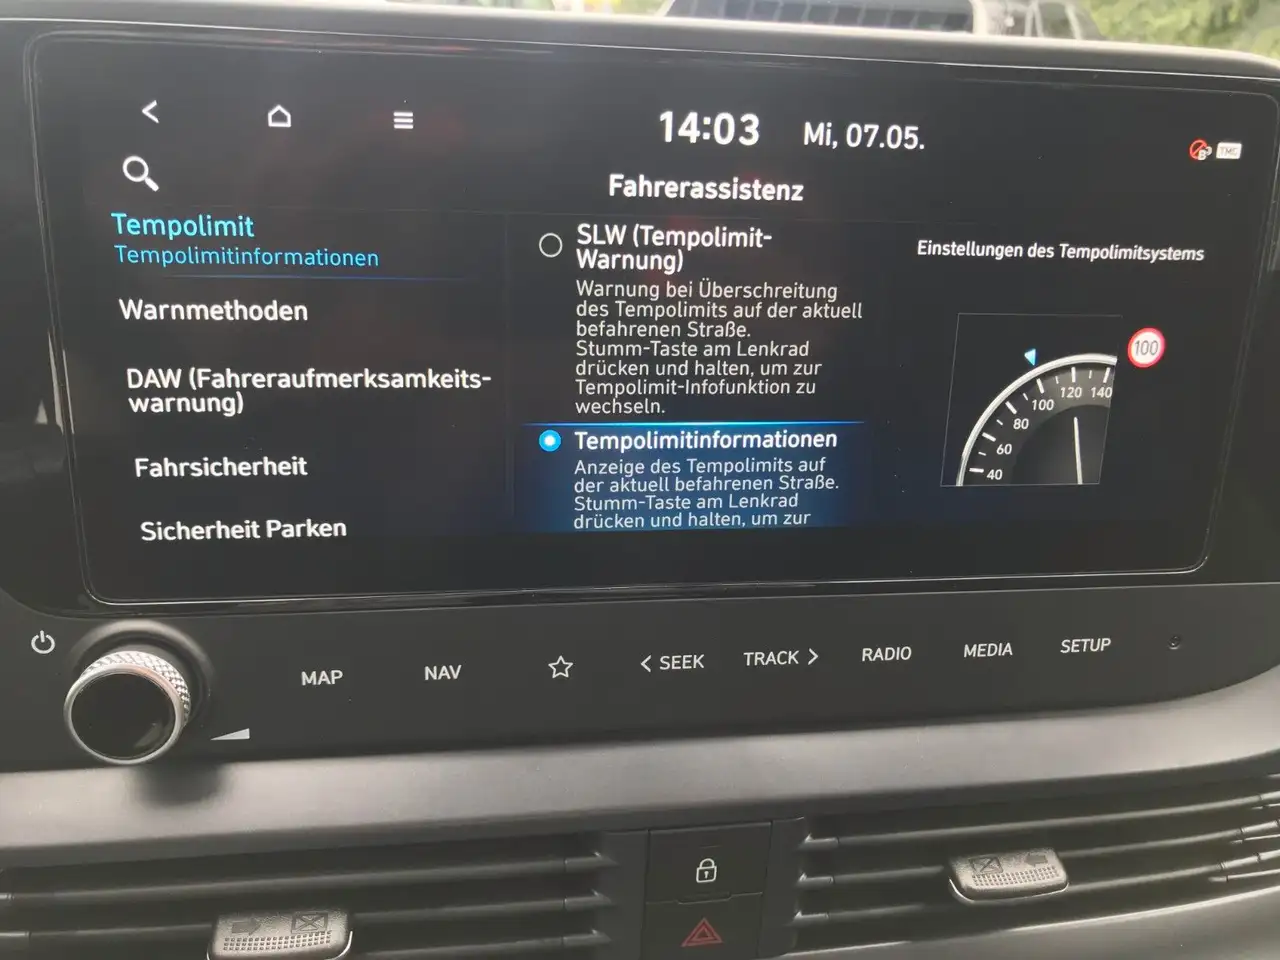 14:03 Mi, 07.05.
TMC
Fahrerassistenz
Tempolimit
Tempolimitinformationen
Warnmethoden
DAW (Fahreraufmerksamkeits-
warnung)
Fahrsicherheit
Sicherheit Parken
SLW (Tempolimit-
Warnung)
Warnung bei Überschreitung
des Tempolimits auf der aktuell
befahrenen Straße.
Stumm-Taste am Lenkrad
drücken und halten, um zur
Tempolimit-Infofunktion zu
wechseln.
Tempolimitinformationen
Anzeige des Tempolimits auf
der aktuell befahrenen Straße.
Stumm-Taste am Lenkrad
drücken und halten, um zur
Einstellungen des Tempolimitsystems
100
40 60 80 100 120 140
MAP NAV SEEK TRACK RADIO MEDIA SETUP